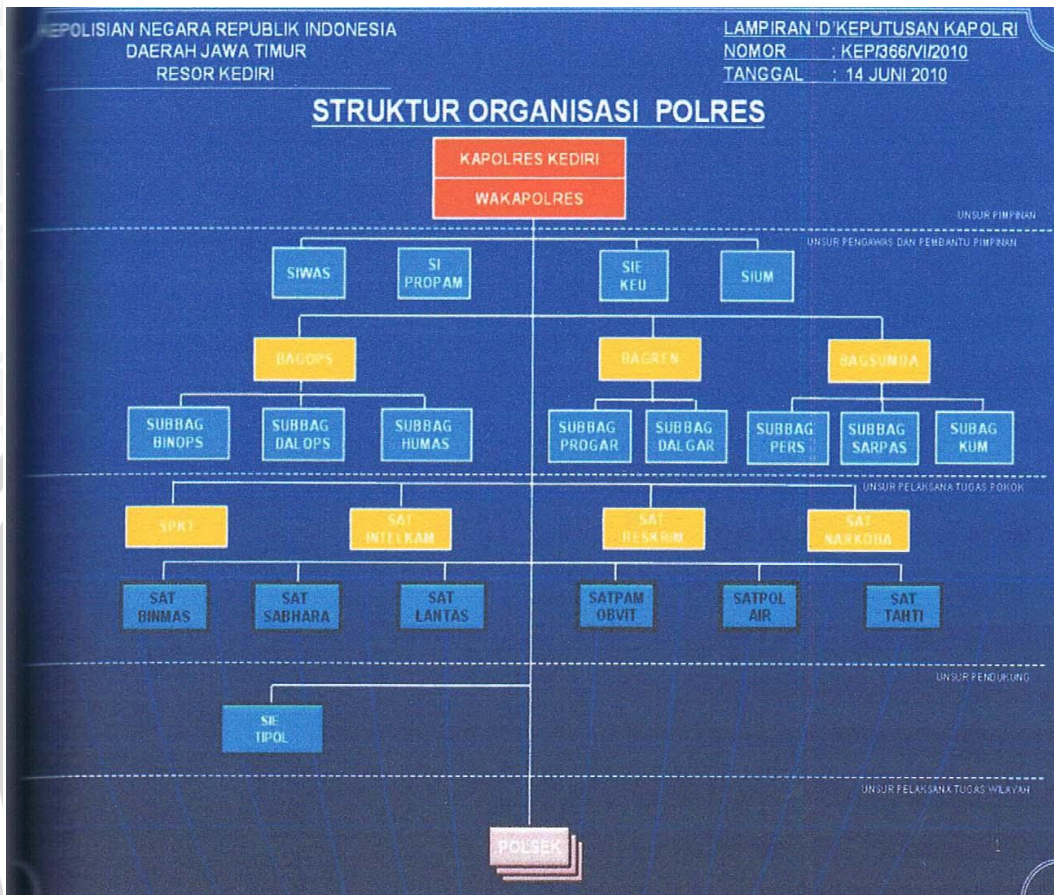 KEPOLISIAN NEGARA REPUBLIK INDONESIA
DAERAH JAWA TIMUR
RESOR KEDIRI
LAMPIRAN 'D'KEPUTUSAN KAPOLRI
NOMOR : KEP/366/VI/2010
TANGGAL : 14 JUNI 2010
STRUKTUR ORGANISASI POLRES
KAPOLRES KEDIRI
WAKAPOLRES
UNSUR PIMPINAN
UNSUR PENGAWAS DAN PEMBANTU PIMPINAN
SIWAS
SI
PROPAM
SIE
KEU
SIUM
BAGOPS
BAGREN
BAGSUMDA
SUBBAG
BINOPS
SUBBAG
DALOPS
SUBBAG
HUMAS
SUBBAG
PROGAR
SUBBAG
DALGAR
SUBBAG
PERS
SUBBAG
SARPAS
SUBAG
KUM
UNSUR PELAKSANA TUGAS POKOK
SPKT
SAT
INTELKAM
SAT
RESKRIM
SAT
NARKOBA
SAT
BINMAS
SAT
SABHARA
SAT
LANTAS
SATPAM
OBVIT
SATPOL
AIR
SAT
TAHTI
UNSUR PENDUKUNG
SIE
TIPOL
UNSUR PELAKSANA TUGAS WILAYAH
POLSEK
1